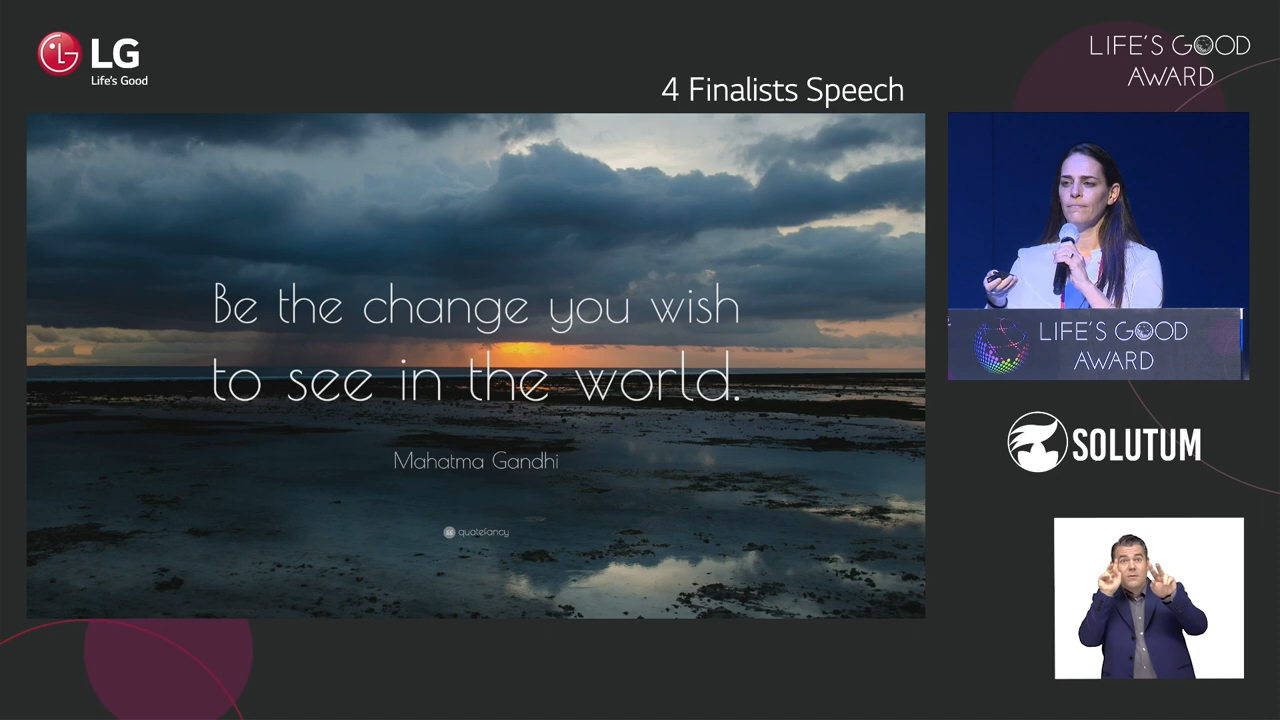 LG
Life's Good
4 Finalists Speech
LIFE'S GOOD
AWARD
Be the change you wish
to see in the world.
Mahatma Gandhi
quotefancy
LIFE'S GOOD
AWARD
SOLUTUM